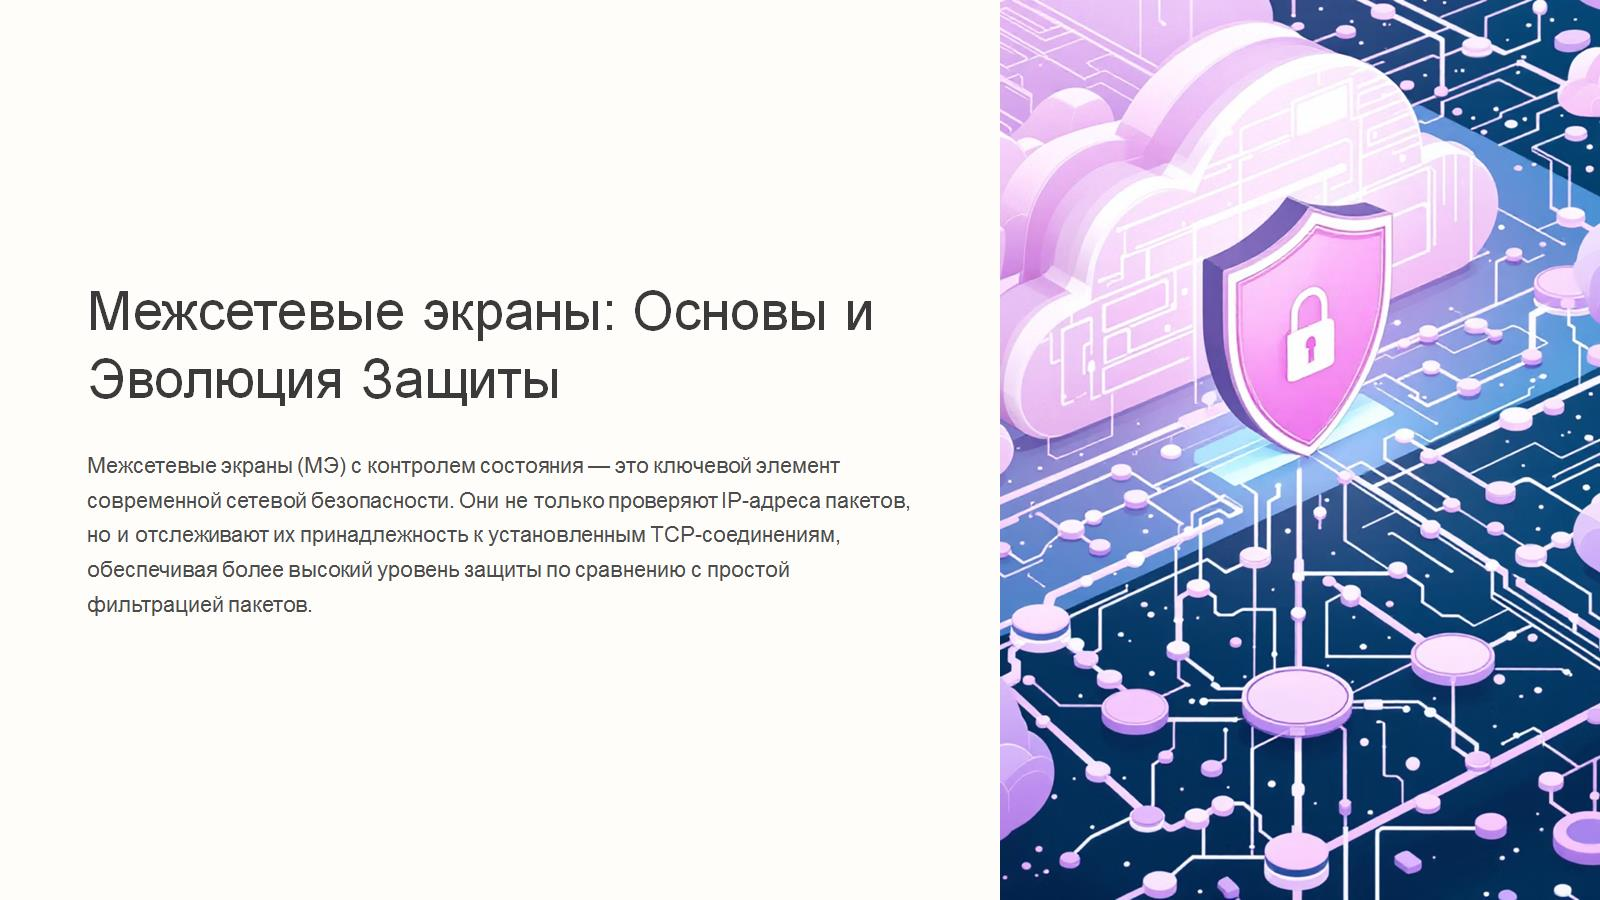 Межсетевые экраны: Основы и
Эволюция Защиты
Межсетевые экраны (МЭ) с контролем состояния — это ключевой элемент
современной сетевой безопасности. Они не только проверяют IP-адреса пакетов,
но и отслеживают их принадлежность к установленным TCP-соединениям,
обеспечивая более высокий уровень защиты по сравнению с простой
фильтрацией пакетов.